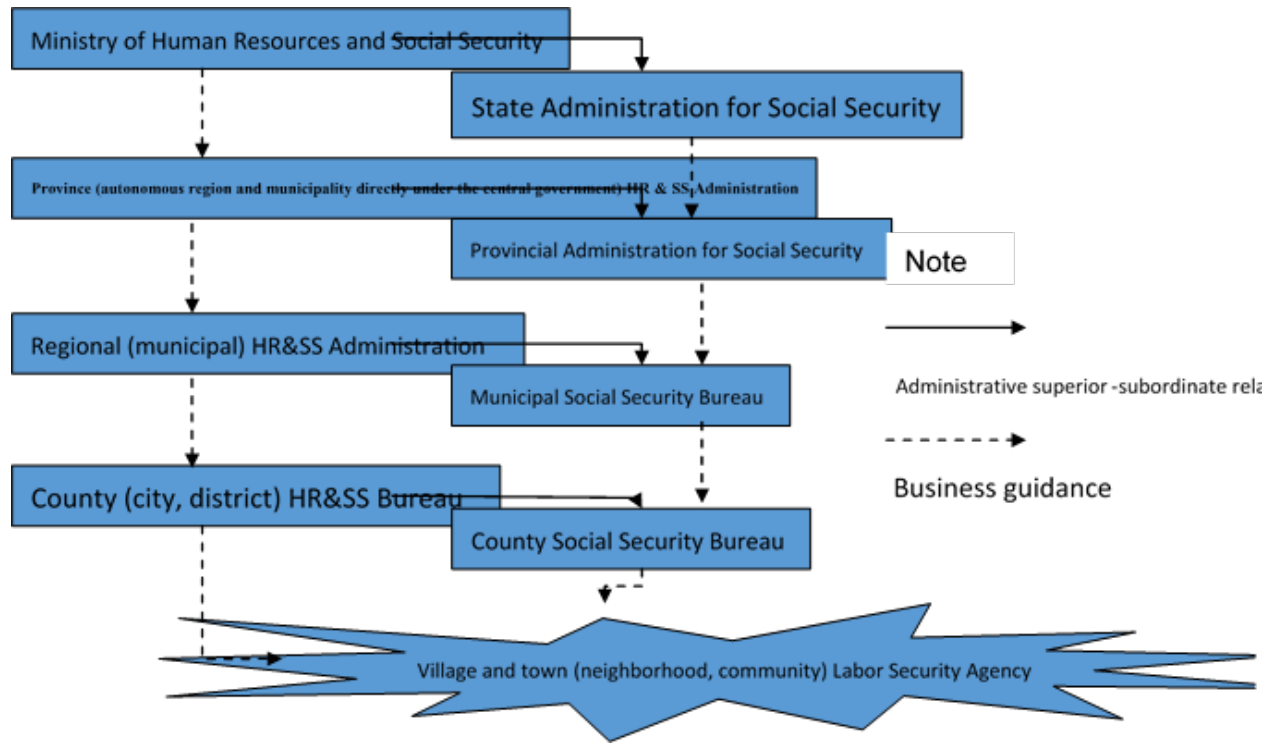 Ministry of Human Resources and Social Security
State Administration for Social Security
Province (autonomous region and municipality directly under the central government) HR & SS Administration
Provincial Administration for Social Security
Note
Regional (municipal) HR&SS Administration
Administrative superior -subordinate rela
Municipal Social Security Bureau
County (city, district) HR&SS Bureau
Business guidance
County Social Security Bureau
Village and town (neighborhood, community) Labor Security Agency